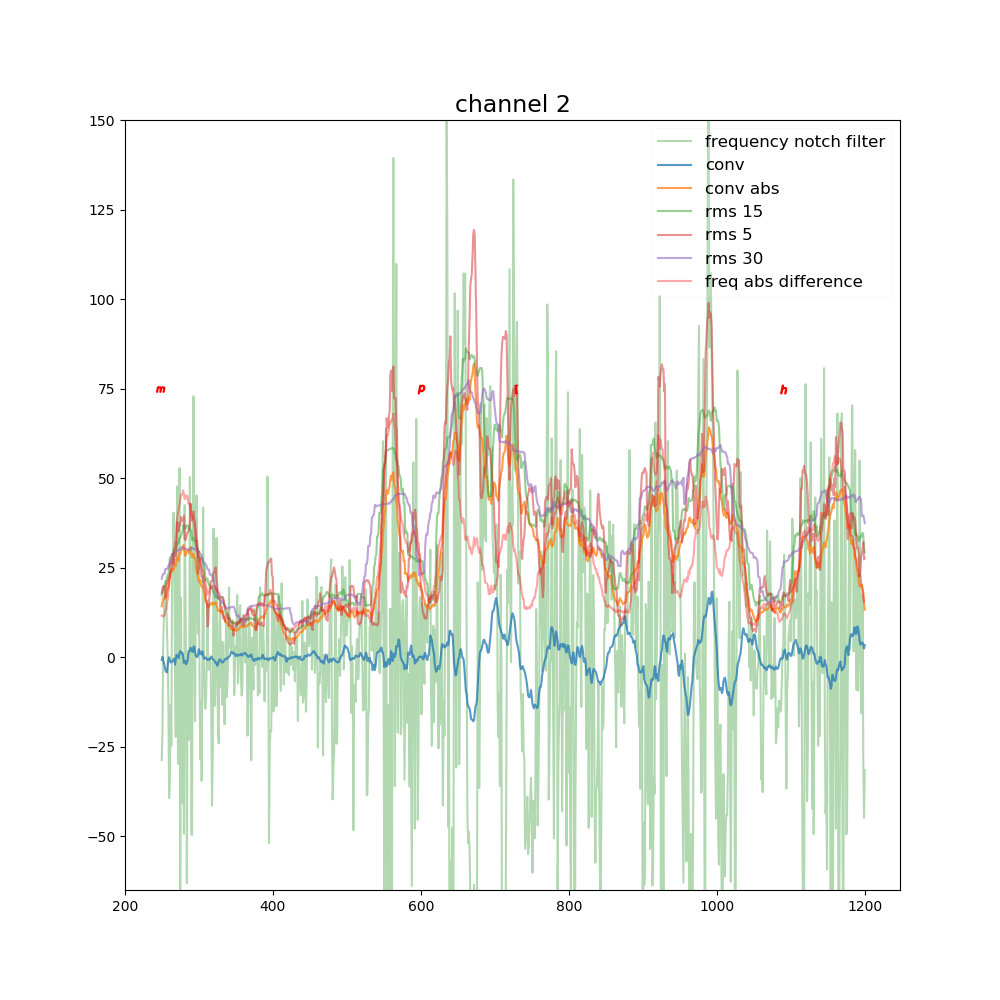 channel 2
150
125
100
75
50
25
0
−25
−50
200 400 600 800 1000 1200
frequency notch filter
conv
conv abs
rms 15
rms 5
rms 30
freq abs difference
m p h